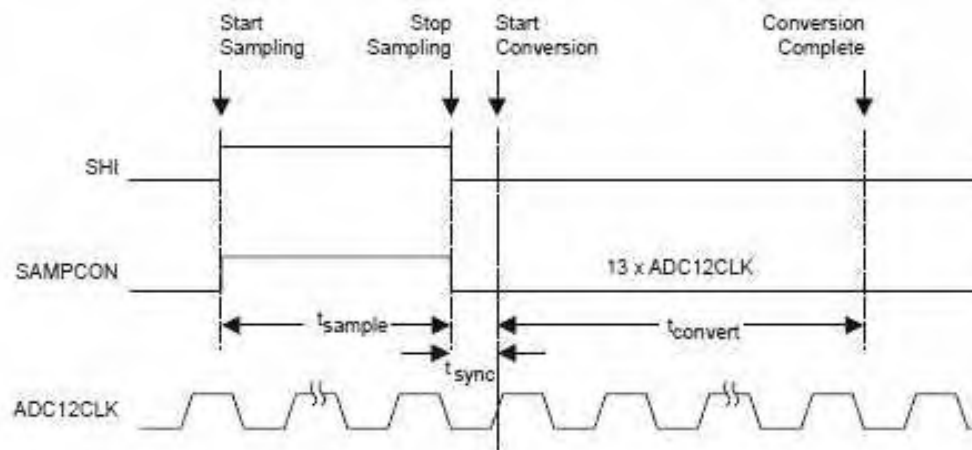 Start
Sampling
Stop
Sampling
Start
Conversion
Conversion
Complete
SHI
SAMPCON
13 x ADC12CLK
tsample
tconvert
tsync
ADC12CLK